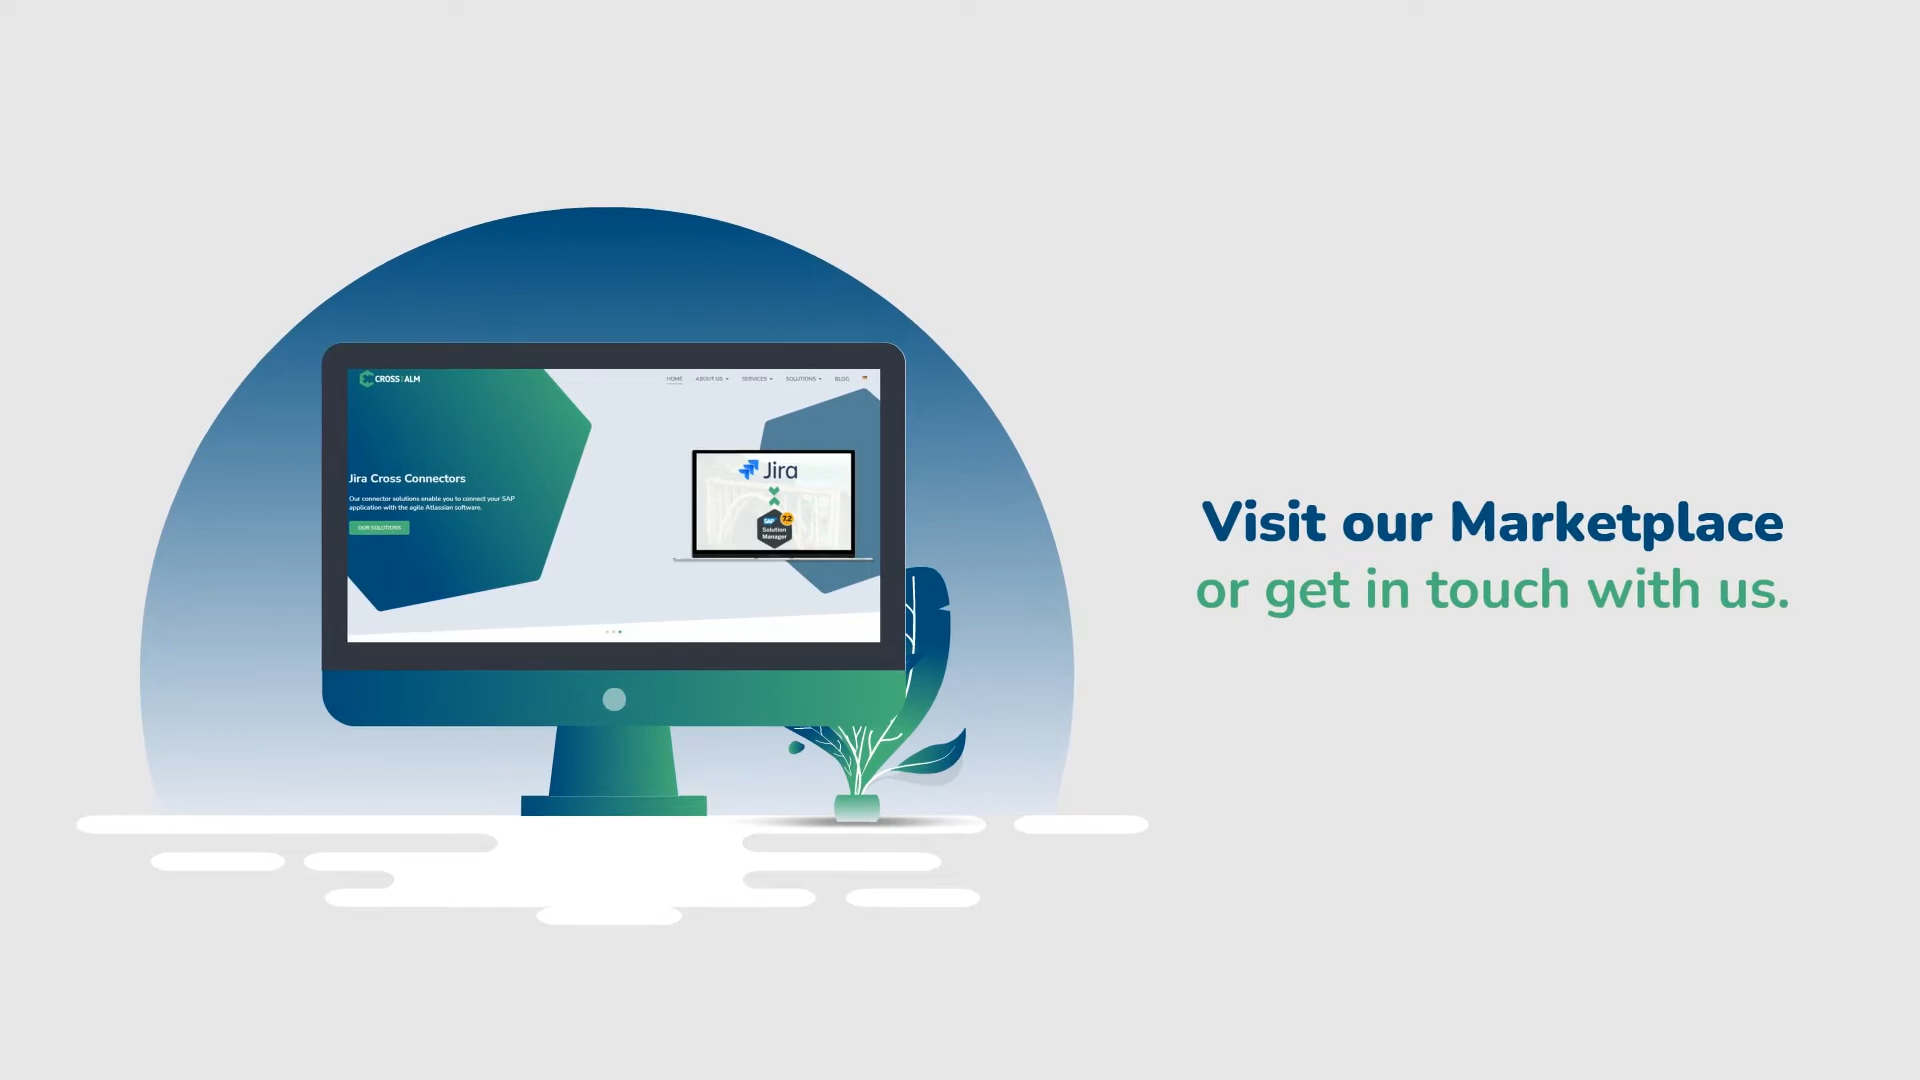 CROSS ALM
HOME ABOUT US SERVICES SOLUTIONS BLOG
Jira Cross Connectors
Our connector solutions enable you to connect your SAP
application with the agile Atlassian software.
OUR SOLUTIONS
Jira
SAP 7.2
Solution
Manager
Visit our Marketplace
or get in touch with us.